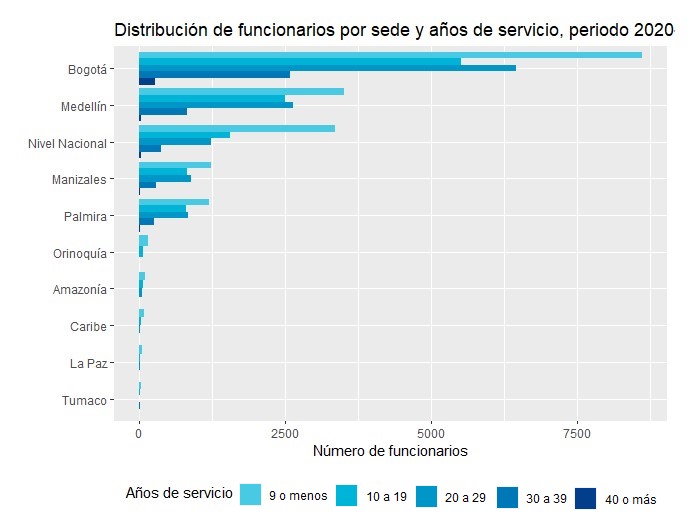 Distribución de funcionarios por sede y años de servicio, periodo 2020-
Bogotá
Medellín
Nivel Nacional
Manizales
Palmira
Orinoquía
Amazonía
Caribe
La Paz
Tumaco
0 2500 5000 7500
Número de funcionarios
Años de servicio 9 o menos 10 a 19 20 a 29 30 a 39 40 o más